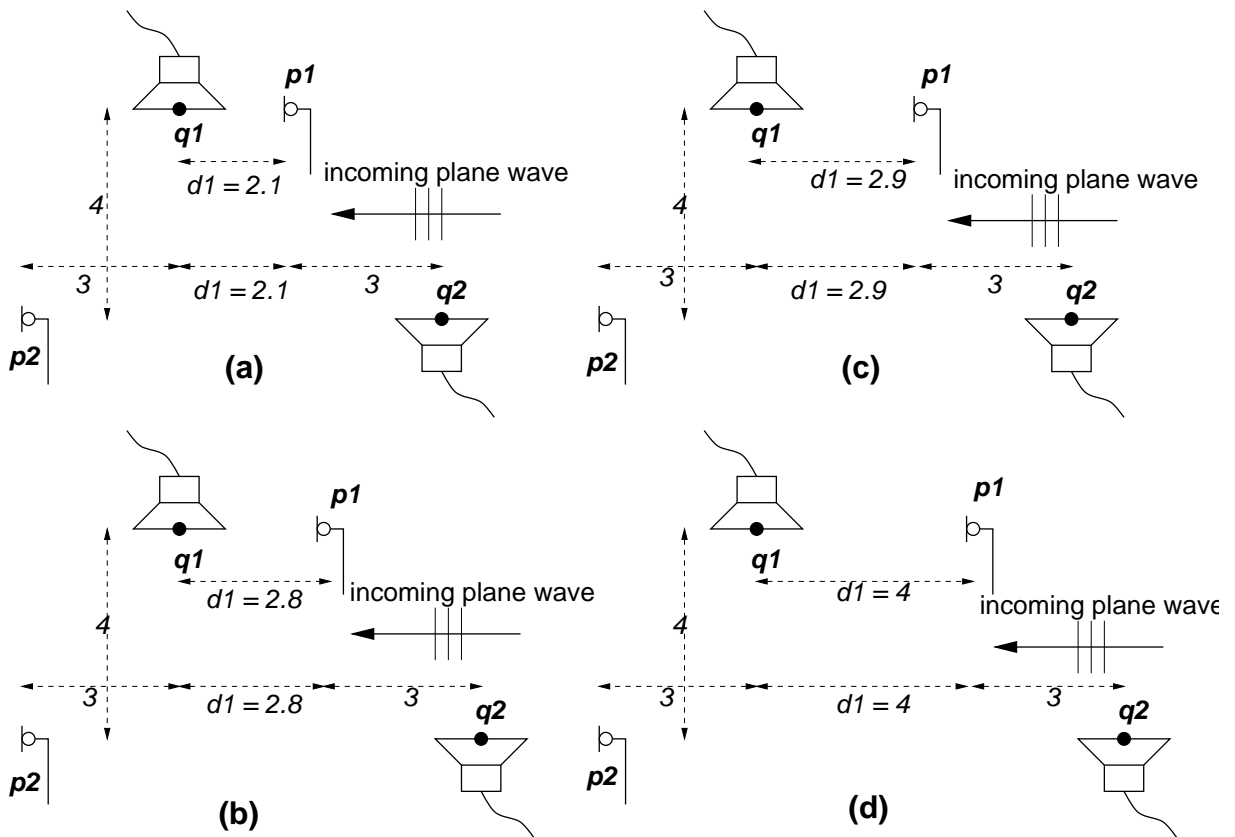 p1
q1
d1 = 2.1
incoming plane wave
4
3
d1 = 2.1
3
q2
p2
(a)
p1
q1
d1 = 2.9
incoming plane wave
4
3
d1 = 2.9
3
q2
p2
(c)
p1
q1
d1 = 2.8
incoming plane wave
4
3
d1 = 2.8
3
q2
p2
(b)
p1
q1
d1 = 4
incoming plane wave
4
3
d1 = 4
3
q2
p2
(d)